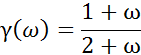 γ(ω) = (1 + ω) / (2 + ω)